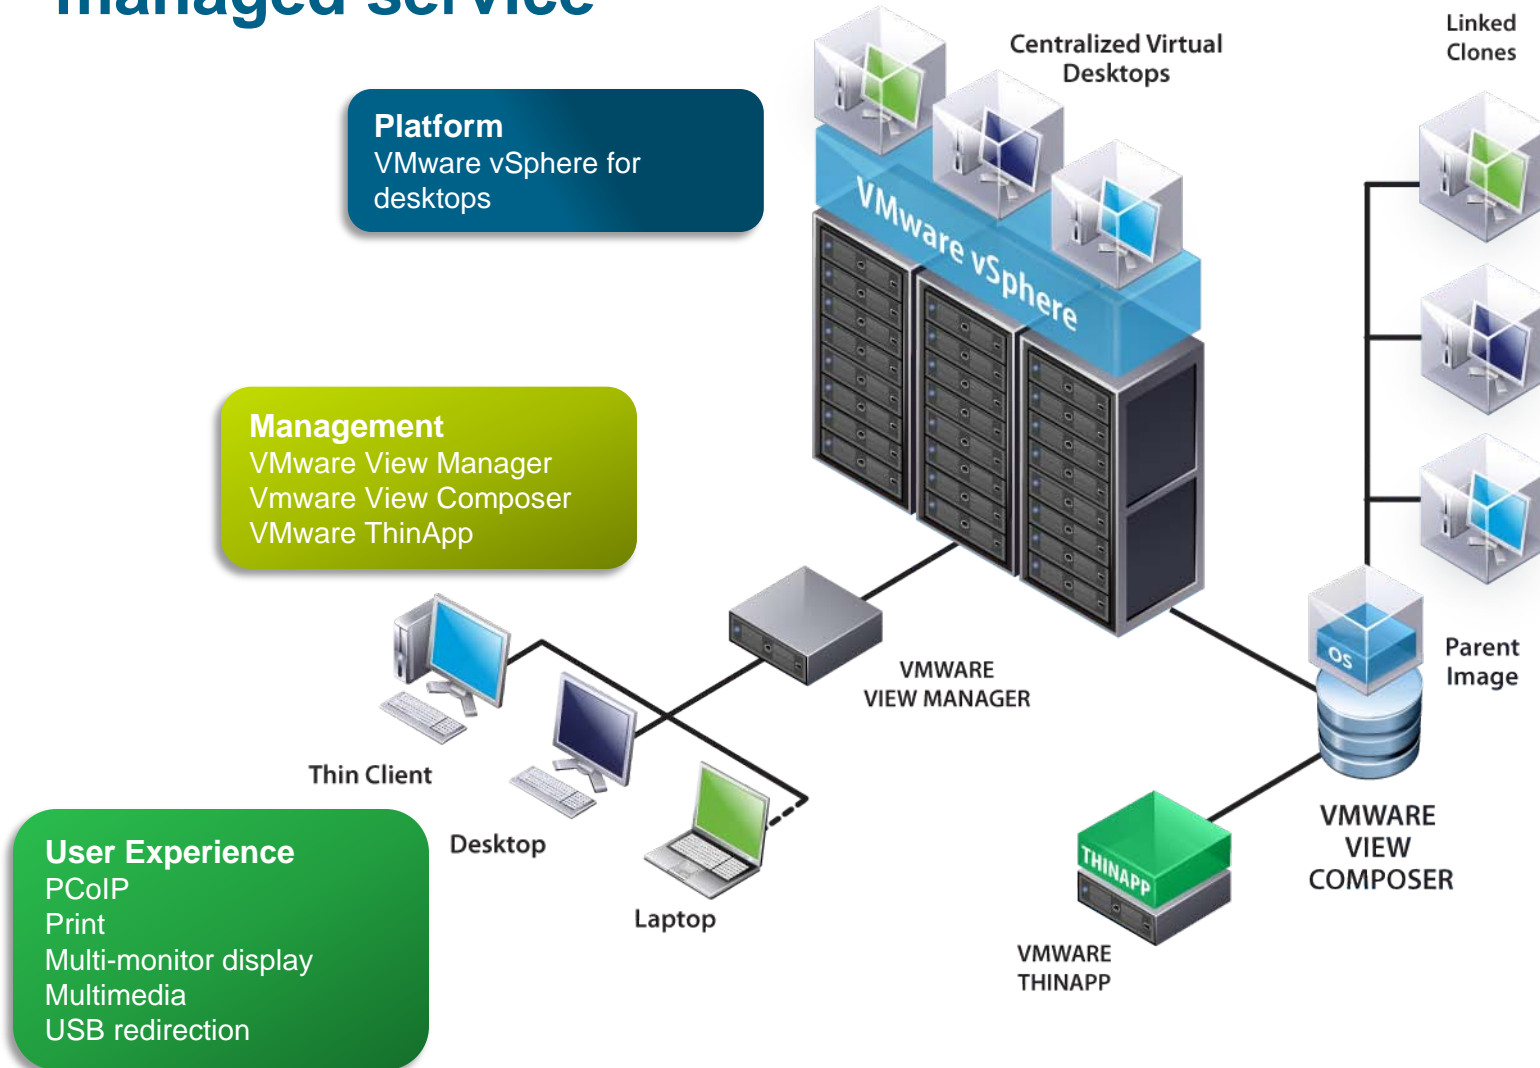 managed service
Platform
VMware vSphere for
desktops
Centralized Virtual
Desktops
Linked
Clones
VMware vSphere
Management
VMware View Manager
Vmware View Composer
VMware ThinApp
VMWARE
VIEW MANAGER
OS
Parent
Image
Thin Client
Desktop
Laptop
THINAPP
VMWARE
THINAPP
VMWARE
VIEW
COMPOSER
User Experience
PCoIP
Print
Multi-monitor display
Multimedia
USB redirection